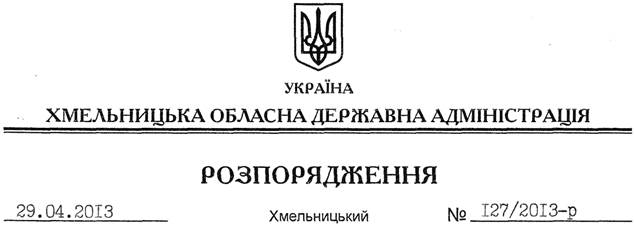 УКРАЇНА
ХМЕЛЬНИЦЬКА ОБЛАСНА ДЕРЖАВНА АДМІНІСТРАЦІЯ
РОЗПОРЯДЖЕННЯ
29.04.2013 Хмельницький № 127/2013-р